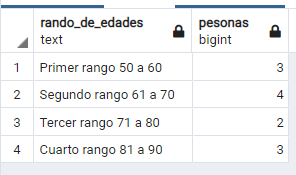 rando_de_edades pesonas
text bigint
1 Primer rango 50 a 60 3
2 Segundo rango 61 a 70 4
3 Tercer rango 71 a 80 2
4 Cuarto rango 81 a 90 3